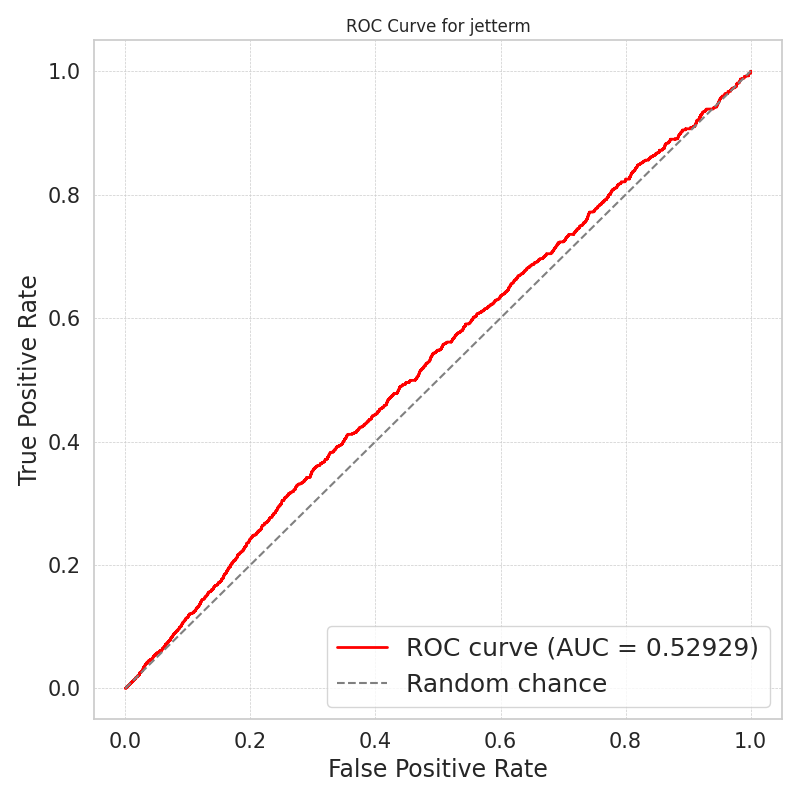 ROC Curve for jetterm
1.0
0.8
0.6
0.4
0.2
0.0
True Positive Rate
ROC curve (AUC = 0.52929)
Random chance
0.0 0.2 0.4 0.6 0.8 1.0
False Positive Rate